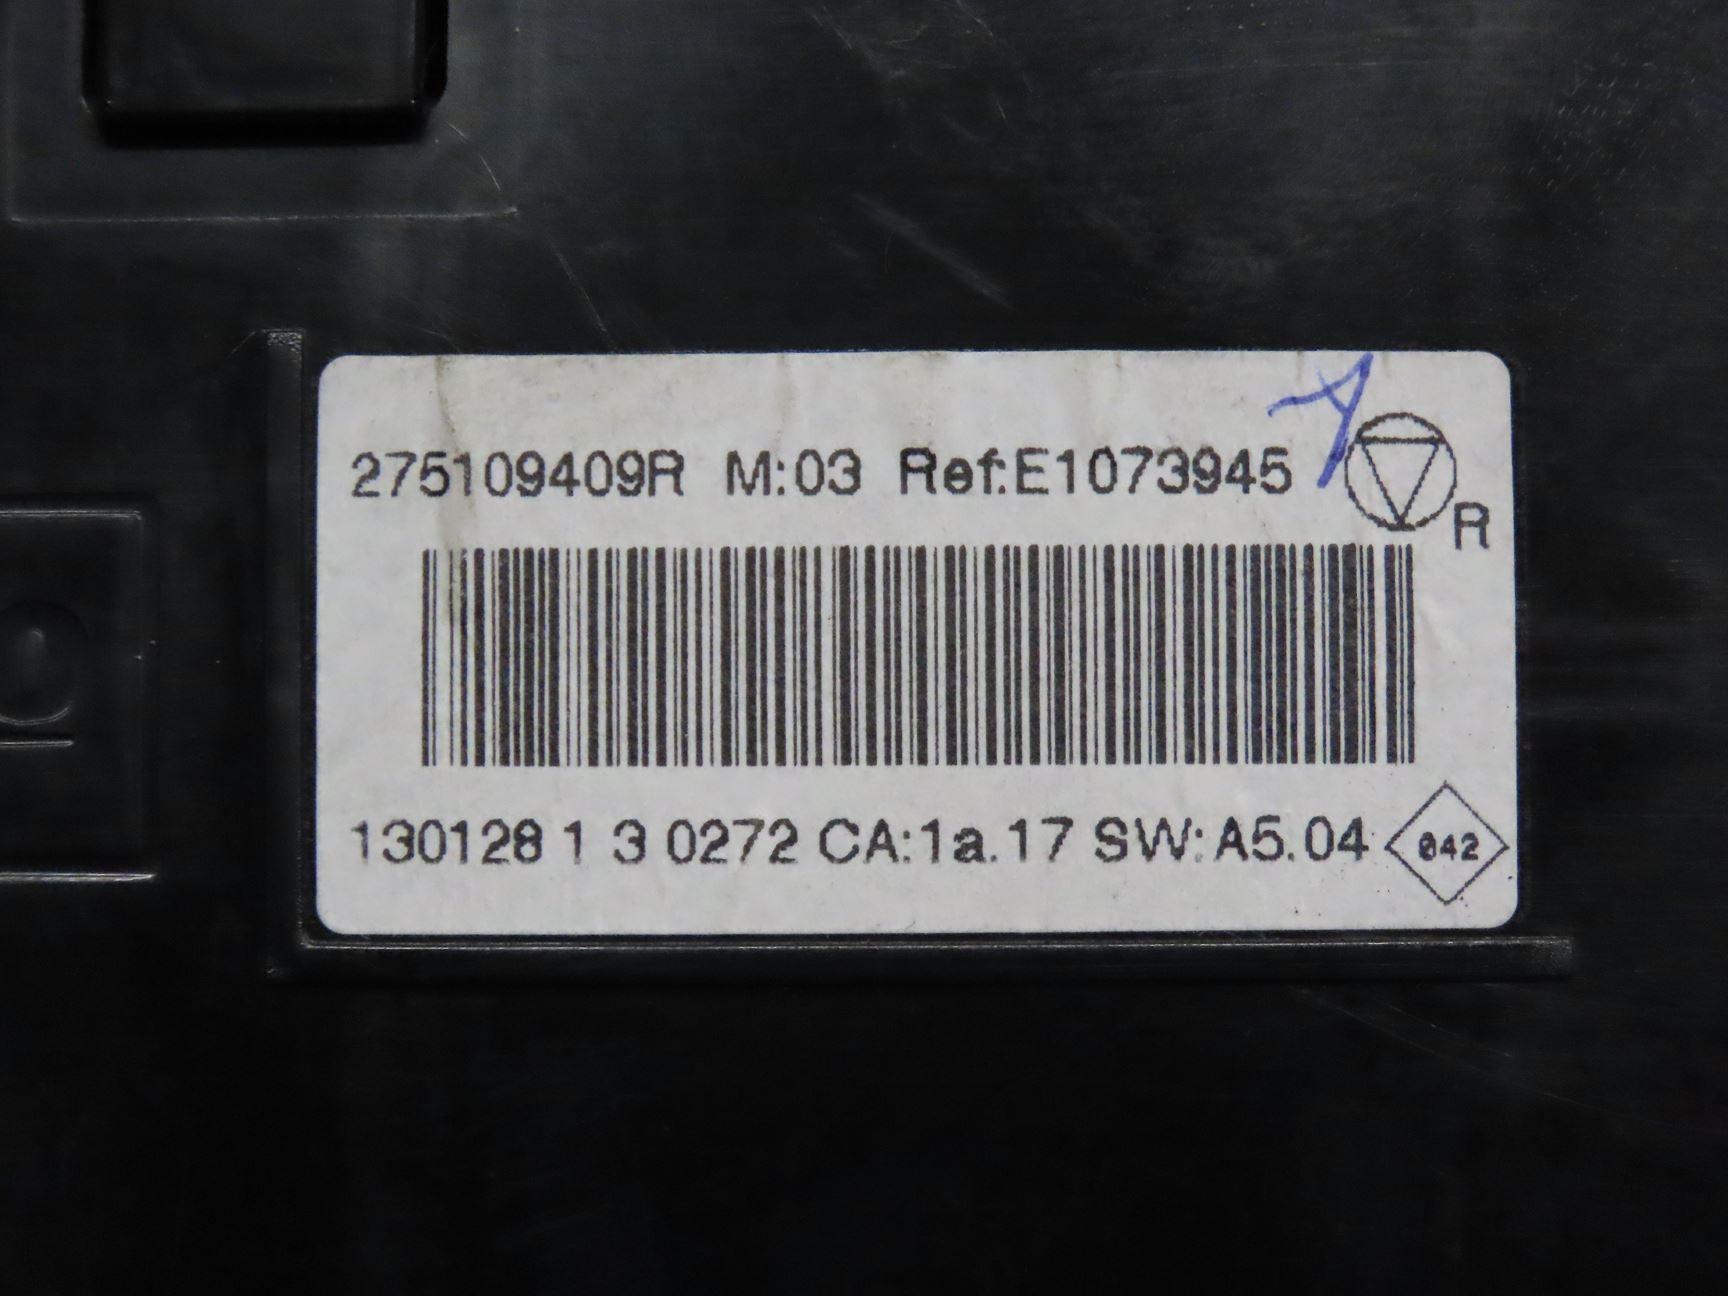 275109409R M:03 Ref:E1073945
R
130128 1 3 0272 CA:1a.17 SW:A5.04
042